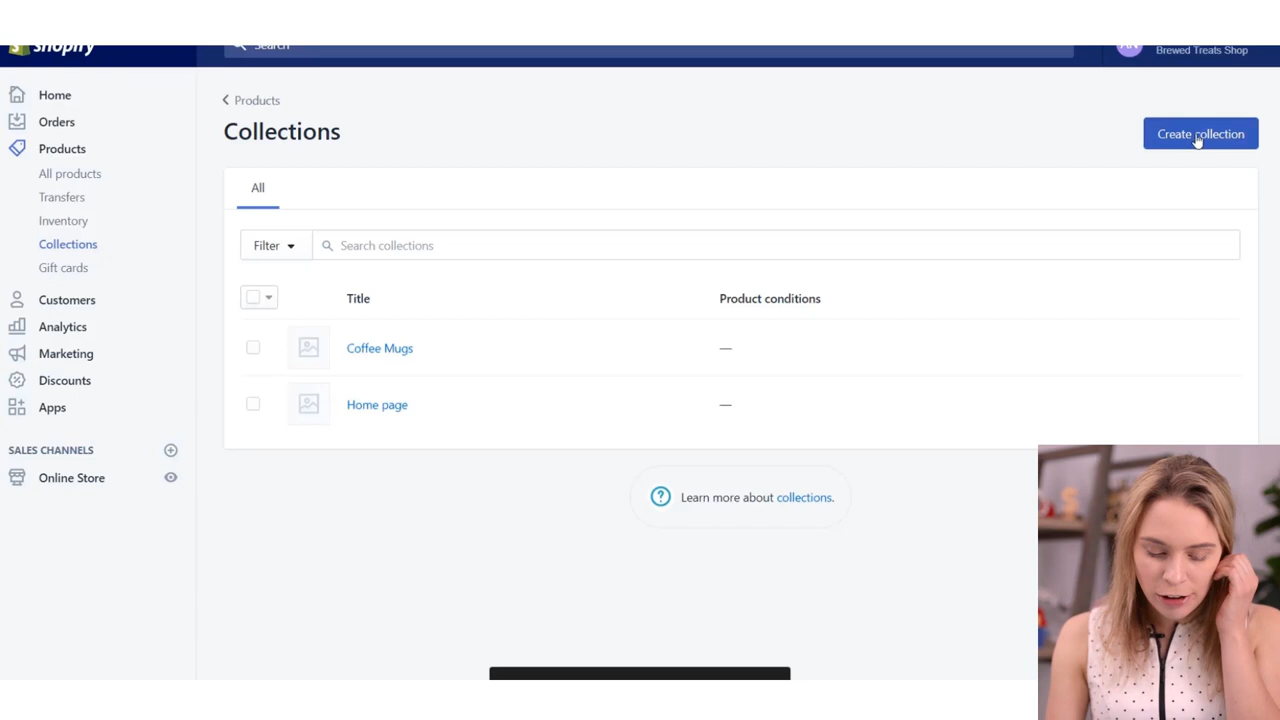 shopify
Search
AN
Brewed Treats Shop
Home
Orders
Products
All products
Transfers
Inventory
Collections
Gift cards
Customers
Analytics
Marketing
Discounts
Apps
SALES CHANNELS
Online Store
Products
Collections
Create collection
All
Filter
Search collections
Title
Product conditions
Coffee Mugs
—
Home page
—
Learn more about collections.